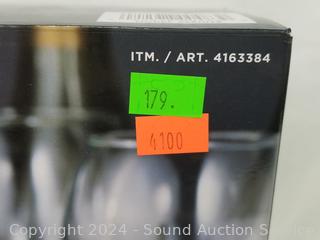 ITM. / ART. 4163384
179.
4100
Copyright 2024 - Sound Auction Service